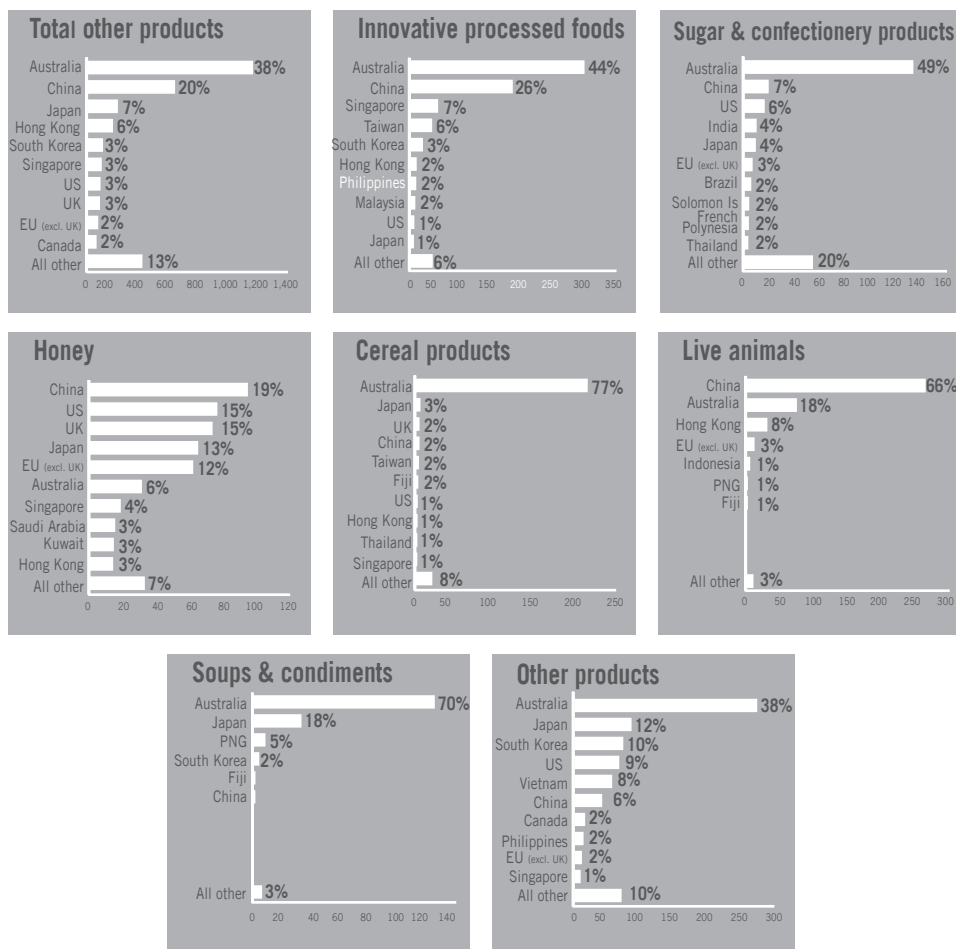 Total other products
Australia 38%
China 20%
Japan 7%
Hong Kong 6%
South Korea 3%
Singapore 3%
US 3%
UK 3%
EU (excl. UK) 2%
Canada 2%
All other 13%
0 200 400 600 800 1,000 1,200 1,400
Innovative processed foods
Australia 44%
China 26%
Singapore 7%
Taiwan 6%
South Korea 3%
Hong Kong 2%
Philippines 2%
Malaysia 2%
US 1%
Japan 1%
All other 6%
0 50 100 150 200 250 300 350
Sugar & confectionery products
Australia 49%
China 7%
US 6%
India 4%
Japan 4%
EU (excl. UK) 3%
Brazil 2%
Solomon Is 2%
French
Polynesia 2%
Thailand 2%
All other 20%
0 20 40 60 80 100 120 140 160
Honey
China 19%
US 15%
UK 15%
Japan 13%
EU (excl. UK) 12%
Australia 6%
Singapore 4%
Saudi Arabia 3%
Kuwait 3%
Hong Kong 3%
All other 7%
0 20 40 60 80 100 120
Cereal products
Australia 77%
Japan 3%
UK 2%
China 2%
Taiwan 2%
Fiji 2%
US 1%
Hong Kong 1%
Thailand 1%
Singapore 1%
All other 8%
0 50 100 150 200 250
Live animals
China 66%
Australia 18%
Hong Kong 8%
EU (excl. UK) 3%
Indonesia 1%
PNG 1%
Fiji 1%
All other 3%
0 50 100 150 200 250 300
Soups & condiments
Australia 70%
Japan 18%
PNG 5%
South Korea 2%
Fiji
China
All other 3%
0 20 40 60 80 100 120 140
Other products
Australia 38%
Japan 12%
South Korea 10%
US 9%
Vietnam 8%
China 6%
Canada 2%
Philippines 2%
EU (excl. UK) 2%
Singapore 1%
All other 10%
0 50 100 150 200 250 300